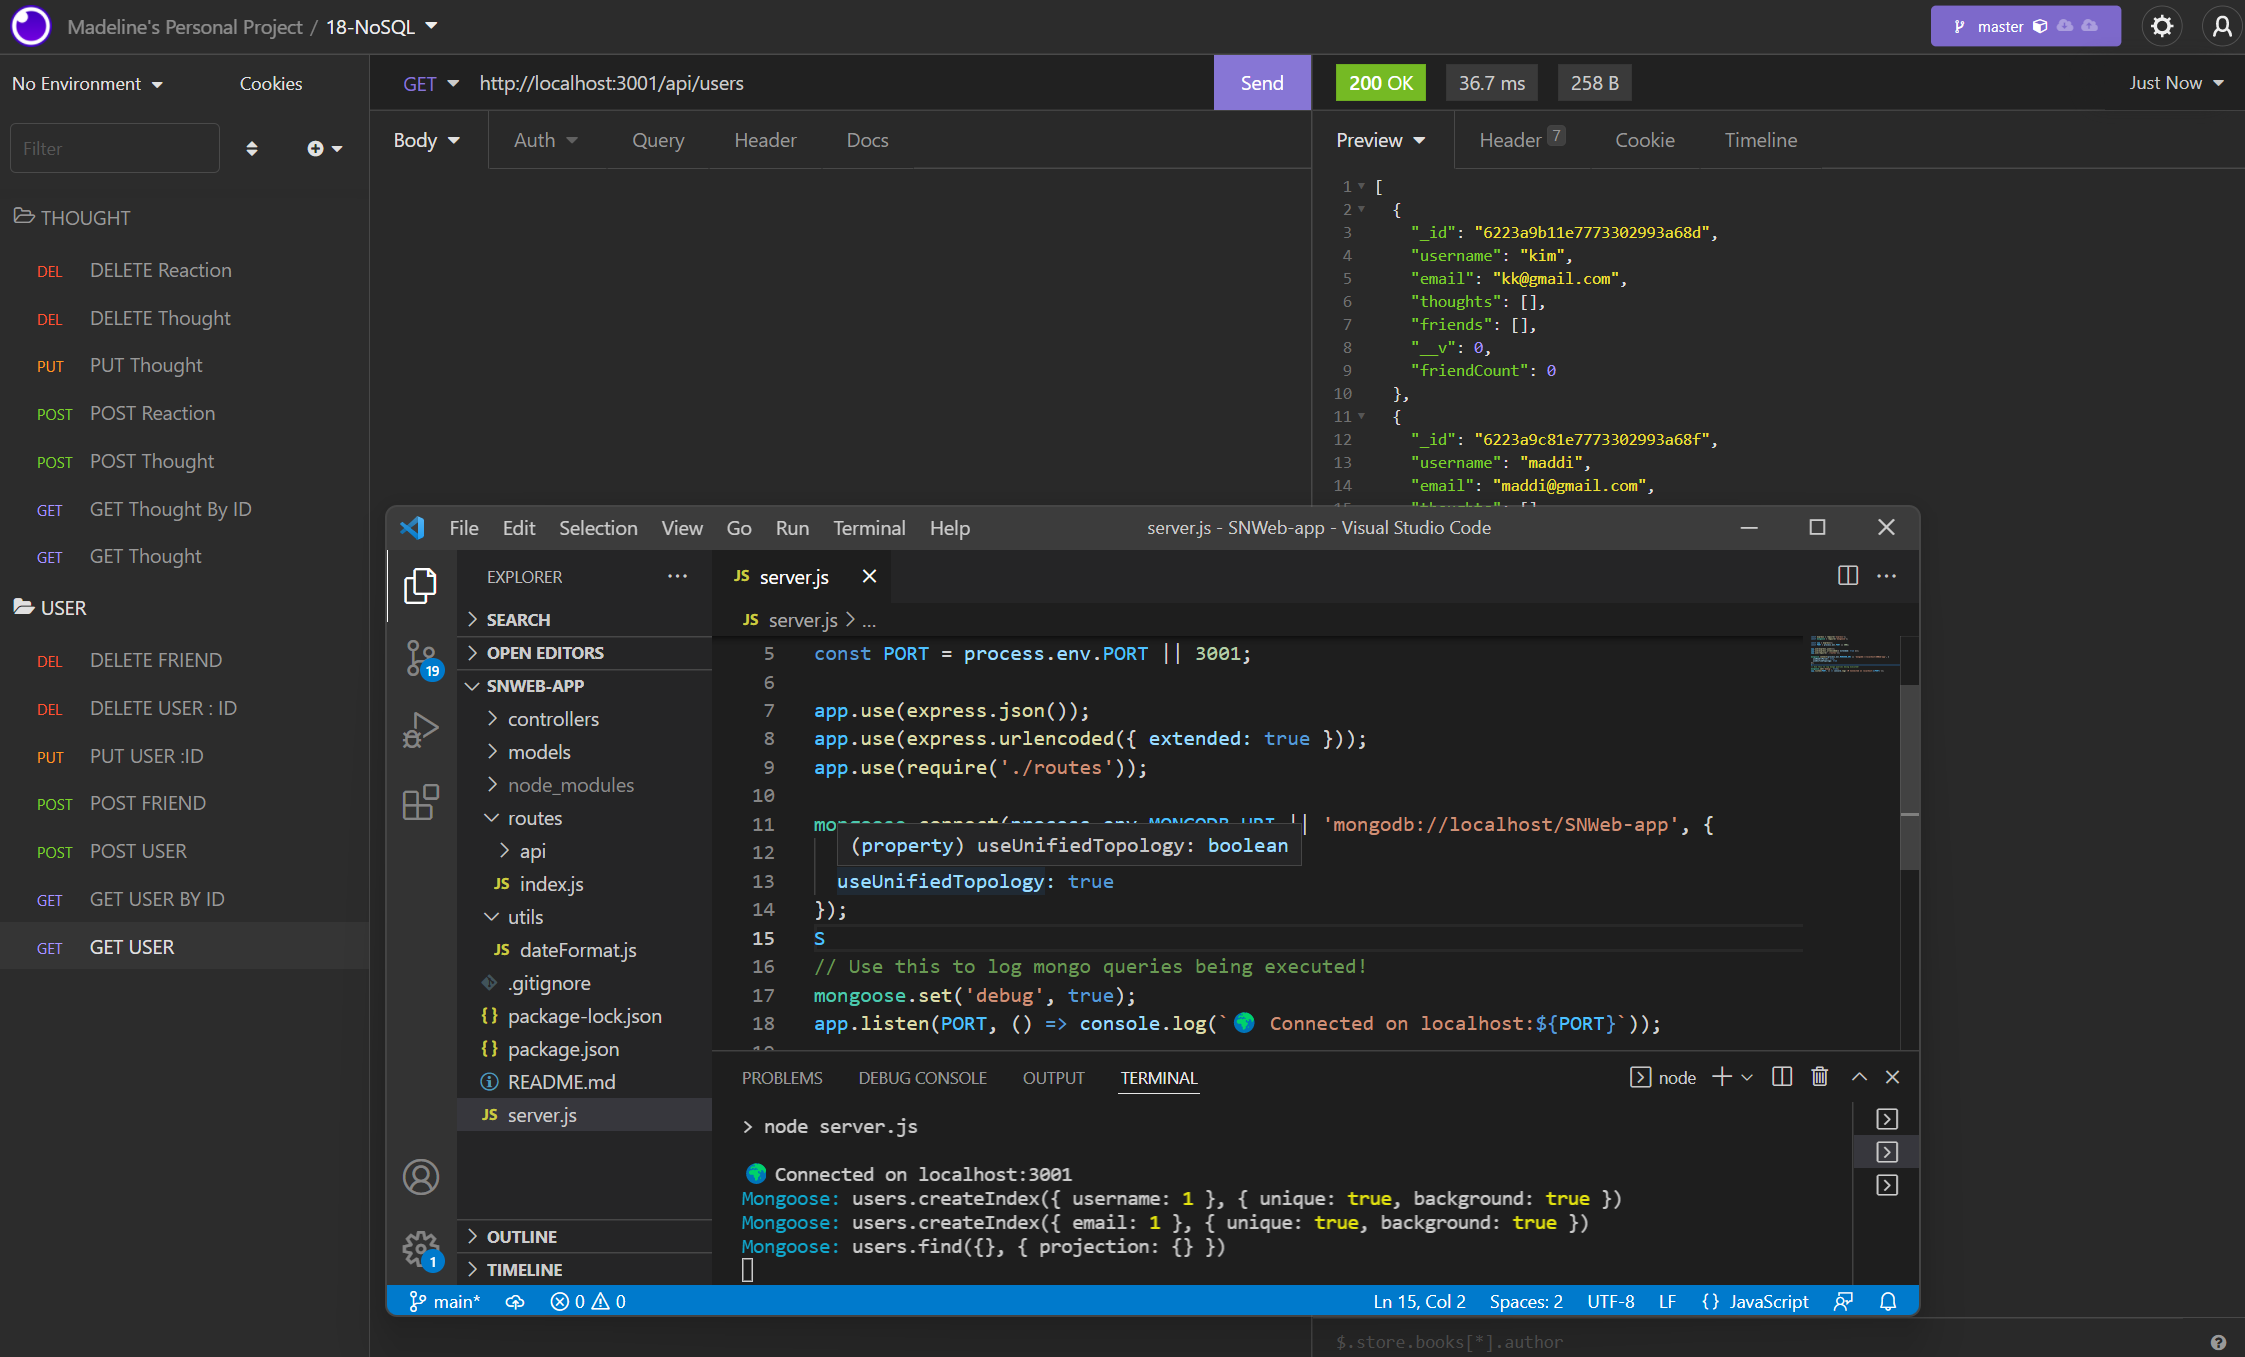 Madeline's Personal Project / 18-NoSQL
master
No Environment
Cookies
GET http://localhost:3001/api/users
Send
200 OK
36.7 ms
258 B
Just Now
Filter
Body
Auth
Query
Header
Docs
Preview
Header 7
Cookie
Timeline
THOUGHT
DEL DELETE Reaction
DEL DELETE Thought
PUT PUT Thought
POST POST Reaction
POST POST Thought
GET GET Thought By ID
GET GET Thought
USER
DEL DELETE FRIEND
DEL DELETE USER : ID
PUT PUT USER :ID
POST POST FRIEND
POST POST USER
GET GET USER BY ID
GET GET USER
1 [
2 {
3 "_id": "6223a9b11e7773302993a68d",
4 "username": "kim",
5 "email": "kk@gmail.com",
6 "thoughts": [],
7 "friends": [],
8 "__v": 0,
9 "friendCount": 0
10 },
11 {
12 "_id": "6223a9c81e7773302993a68f",
13 "username": "maddi",
14 "email": "maddi@gmail.com",
File Edit Selection View Go Run Terminal Help
server.js - SNWeb-app - Visual Studio Code
EXPLORER
SEARCH
OPEN EDITORS
SNWEB-APP
controllers
models
node_modules
routes
api
JS index.js
utils
JS dateFormat.js
.gitignore
{} package-lock.json
{} package.json
README.md
JS server.js
OUTLINE
TIMELINE
19
1
JS server.js
JS server.js > ...
5 const PORT = process.env.PORT || 3001;
6
7 app.use(express.json());
8 app.use(express.urlencoded({ extended: true }));
9 app.use(require('./routes'));
10
11 mongoose.connect(process.env.MONGODB_URI || 'mongodb://localhost/SNWeb-app', {
12
(property) useUnifiedTopology: boolean
13 useUnifiedTopology: true
14 });
15 S
16 // Use this to log mongo queries being executed!
17 mongoose.set('debug', true);
18 app.listen(PORT, () => console.log(`🌍 Connected on localhost:${PORT}`));
PROBLEMS
DEBUG CONSOLE
OUTPUT
TERMINAL
node
> node server.js
🌍 Connected on localhost:3001
Mongoose: users.createIndex({ username: 1 }, { unique: true, background: true })
Mongoose: users.createIndex({ email: 1 }, { unique: true, background: true })
Mongoose: users.find({}, { projection: {} })
main*
0 0
Ln 15, Col 2
Spaces: 2
UTF-8
LF
{} JavaScript
$.store.books[*].author